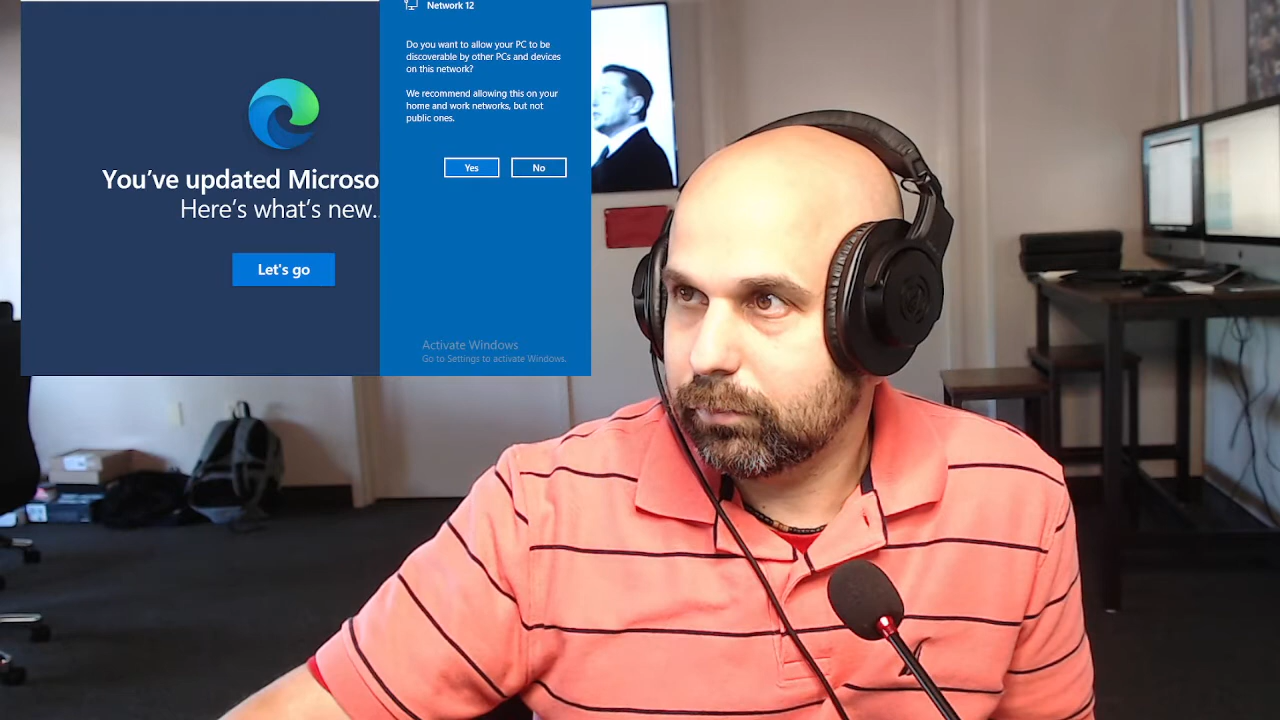 You've updated Microso
Here's what's new.
Let's go
Network 12
Do you want to allow your PC to be
discoverable by other PCs and devices
on this network?
We recommend allowing this on your
home and work networks, but not
public ones.
Yes
No
Activate Windows
Go to Settings to activate Windows.